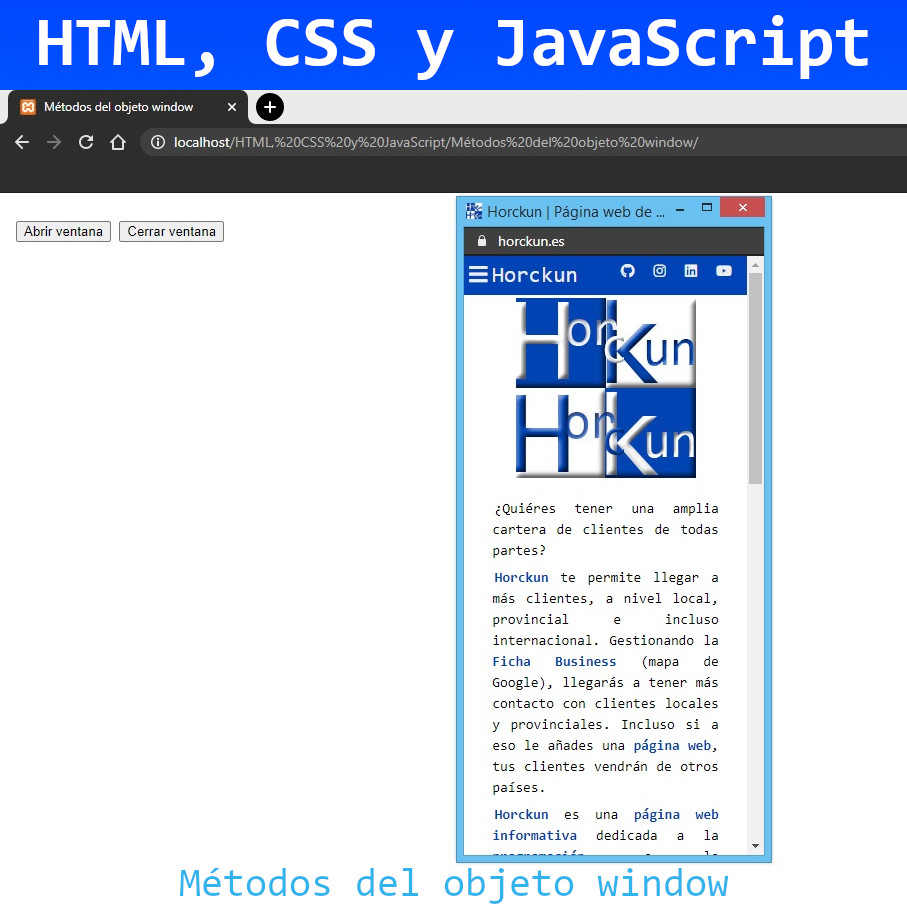 HTML, CSS y JavaScript
Métodos del objeto window
localhost/HTML,%20CSS%20y%20JavaScript/Métodos%20del%20objeto%20window/
Abrir ventana Cerrar ventana
Horckun | Página web de ...
horckun.es
Horckun
Horckun
Horckun
¿Quiéres tener una amplia
cartera de clientes de todas
partes?
Horckun te permite llegar a
más clientes, a nivel local,
provincial e incluso
internacional. Gestionando la
Ficha Business (mapa de
Google), llegarás a tener más
contacto con clientes locales
y provinciales. Incluso si a
eso le añades una página web,
tus clientes vendrán de otros
países.
Horckun es una página web
informativa dedicada a la
Métodos del objeto window